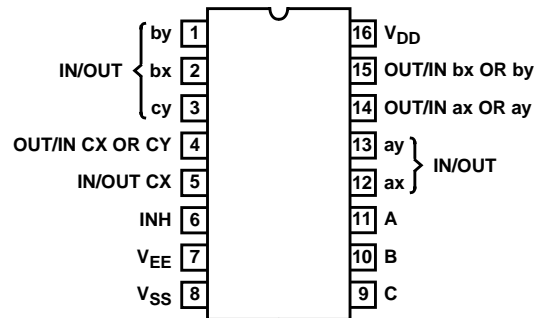 by 1 16 VDD
IN/OUT bx 2 15 OUT/IN bx OR by
cy 3 14 OUT/IN ax OR ay
OUT/IN CX OR CY 4 13 ay IN/OUT
IN/OUT CX 5 12 ax
INH 6 11 A
VEE 7 10 B
VSS 8 9 C